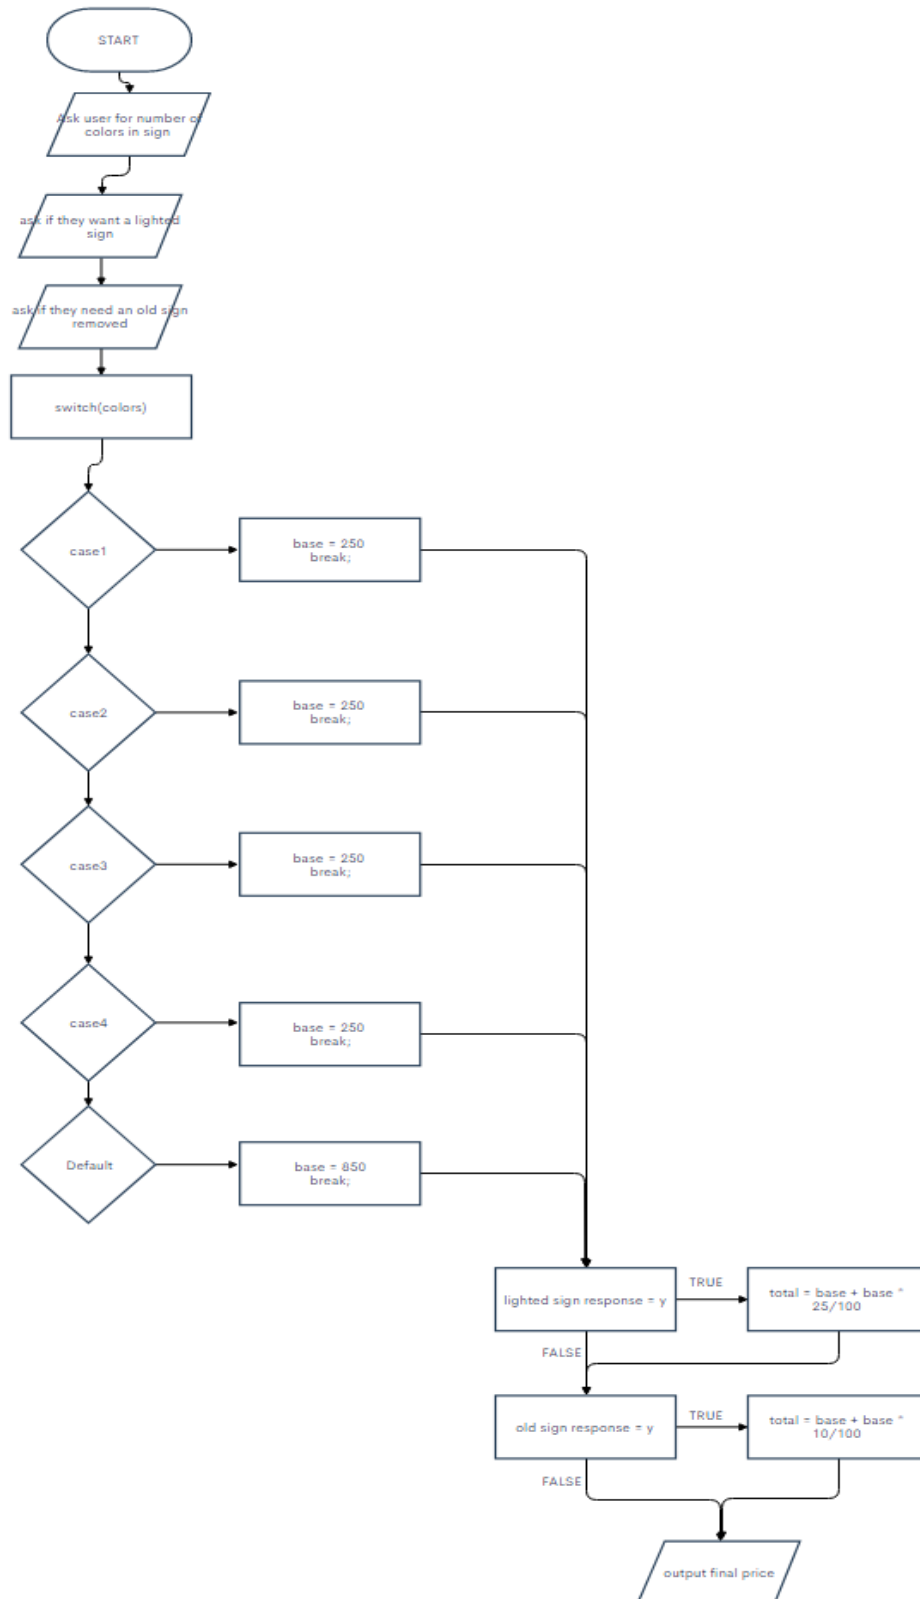 START
Ask user for number of
colors in sign
ask if they want a lighted
sign
ask if they need an old sign
removed
switch(colors)
case1
base = 250
break;
case2
base = 250
break;
case3
base = 250
break;
case4
base = 250
break;
Default
base = 850
break;
lighted sign response = y
TRUE
total = base + base *
25/100
FALSE
old sign response = y
TRUE
total = base + base *
10/100
FALSE
output final price